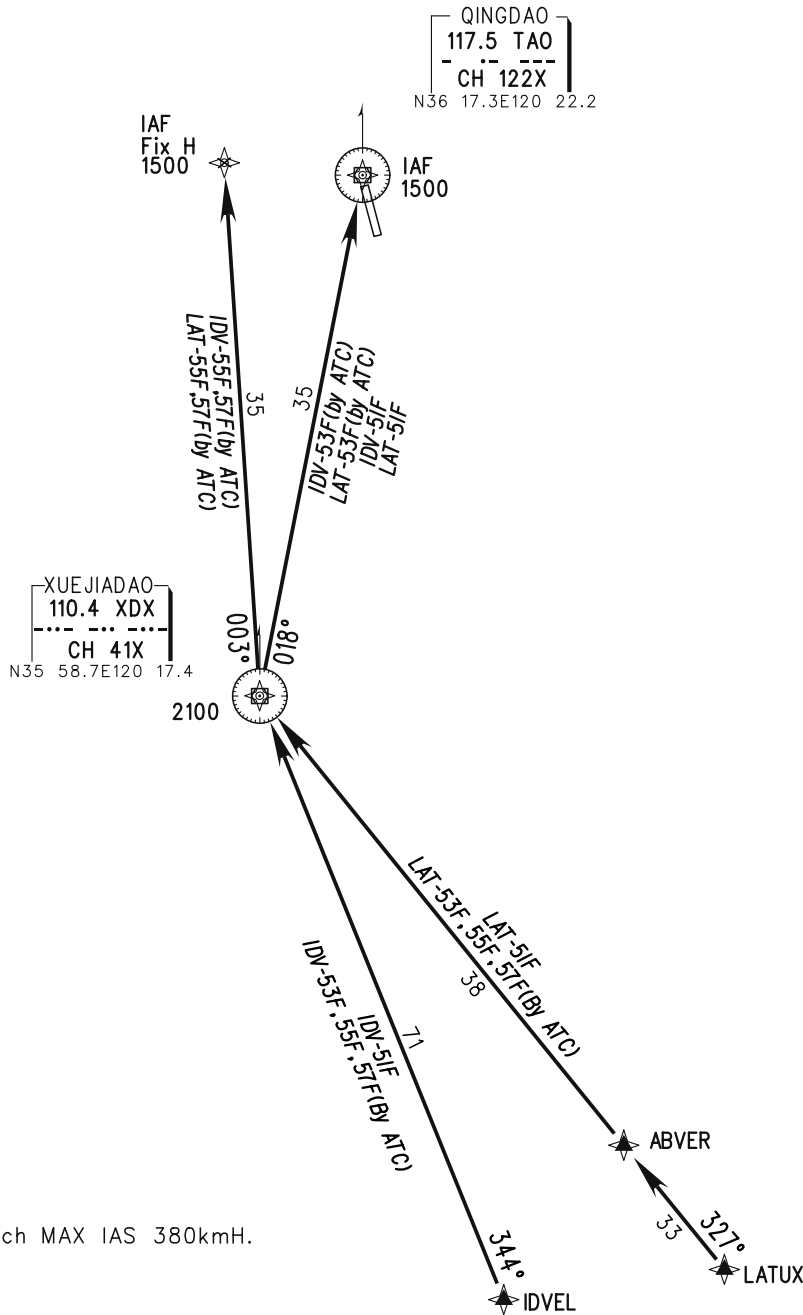 QINGDAO
117.5 TAO
- ·- ---
CH 122X
N36 17.3E120 22.2
IAF
Fix H
1500
IAF
1500
IDV-55F,57F(by ATC)
LAT-55F,57F(by ATC)
35
35
IDV-53F(by ATC)
LAT-53F(by ATC)
IDV-51F
LAT-51F
XUEJIADAO
110.4 XDX
-··- -·· -··-
CH 41X
N35 58.7E120 17.4
003°
018°
2100
LAT-51F
LAT-53F,55F,57F(By ATC)
38
IDV-51F
IDV-53F,55F,57F(By ATC)
71
ABVER
33
327°
LATUX
344°
IDVEL
ch MAX IAS 380kmH.